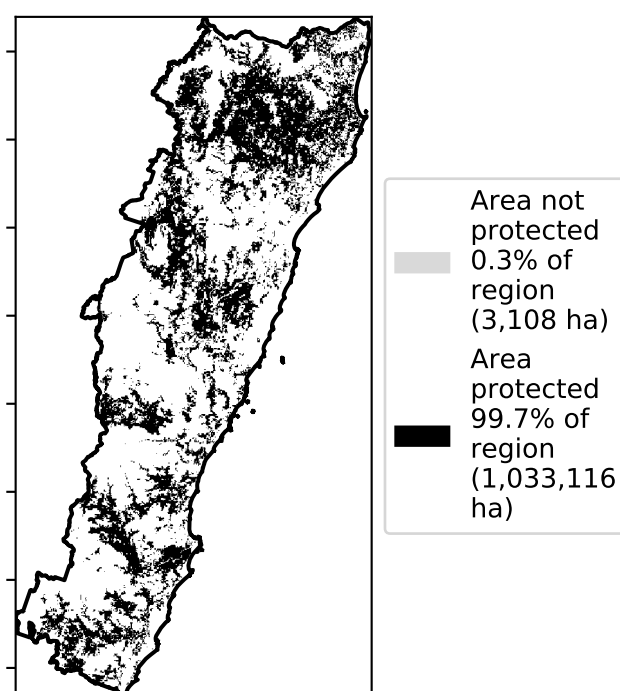 Area not
protected
0.3% of
region
(3,108 ha)
Area
protected
99.7% of
region
(1,033,116
ha)